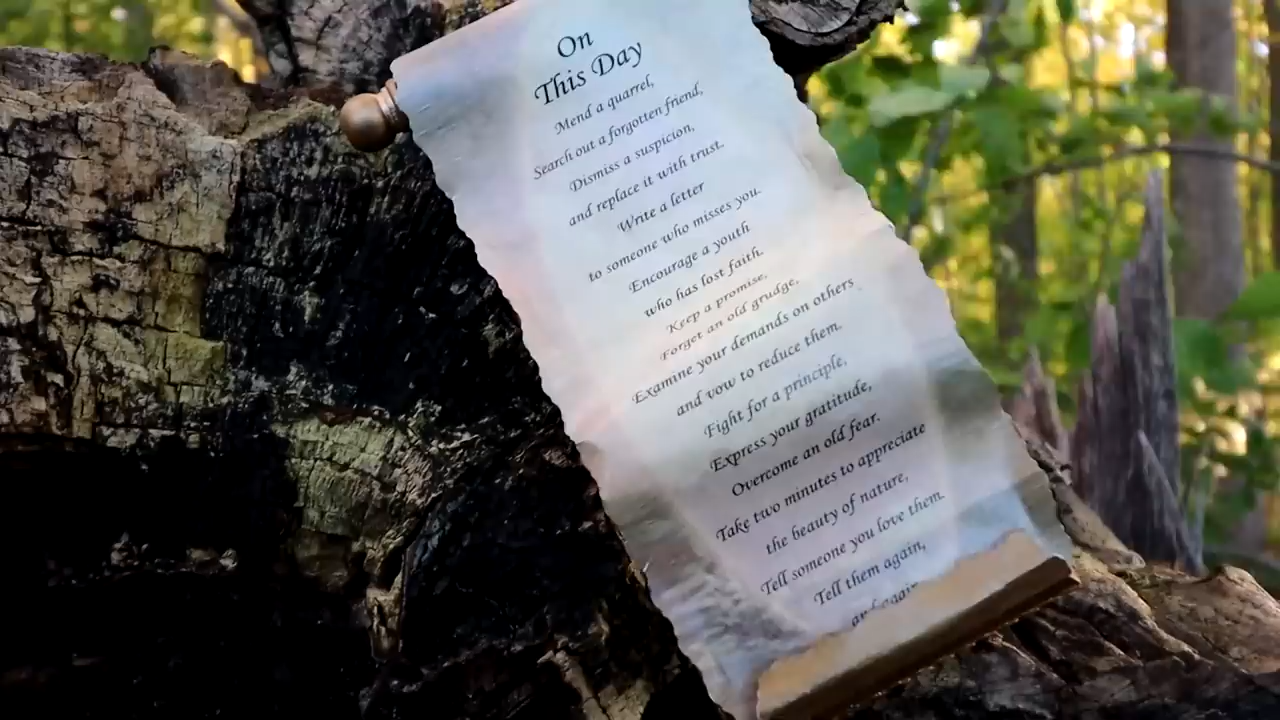 On
This Day
Mend a quarrel,
Search out a forgotten friend,
Dismiss a suspicion,
and replace it with trust.
Write a letter
to someone who misses you.
Encourage a youth
who has lost faith.
Keep a promise,
Forget an old grudge,
Examine your demands on others
and vow to reduce them.
Fight for a principle,
Express your gratitude,
Overcome an old fear.
Take two minutes to appreciate
the beauty of nature,
Tell someone you love them.
Tell them again,
and again